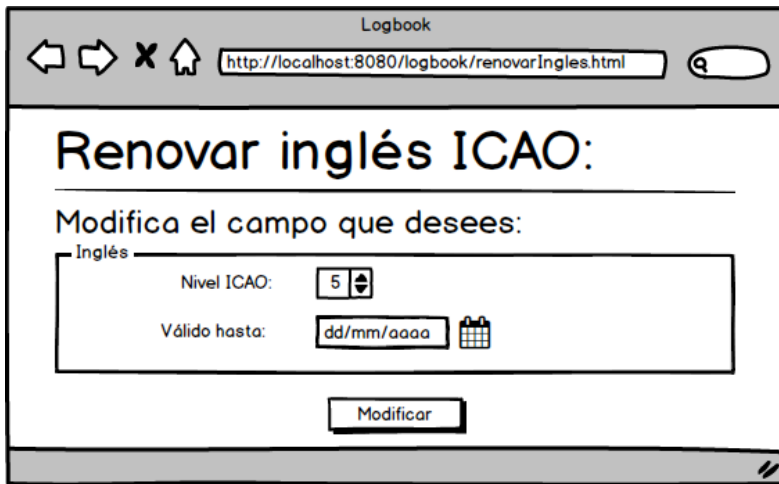 Logbook
http://localhost:8080/logbook/renovarIngles.html
Renovar inglés ICAO:
Modifica el campo que desees:
Inglés
Nivel ICAO: 5
Válido hasta: dd/mm/aaaa
Modificar